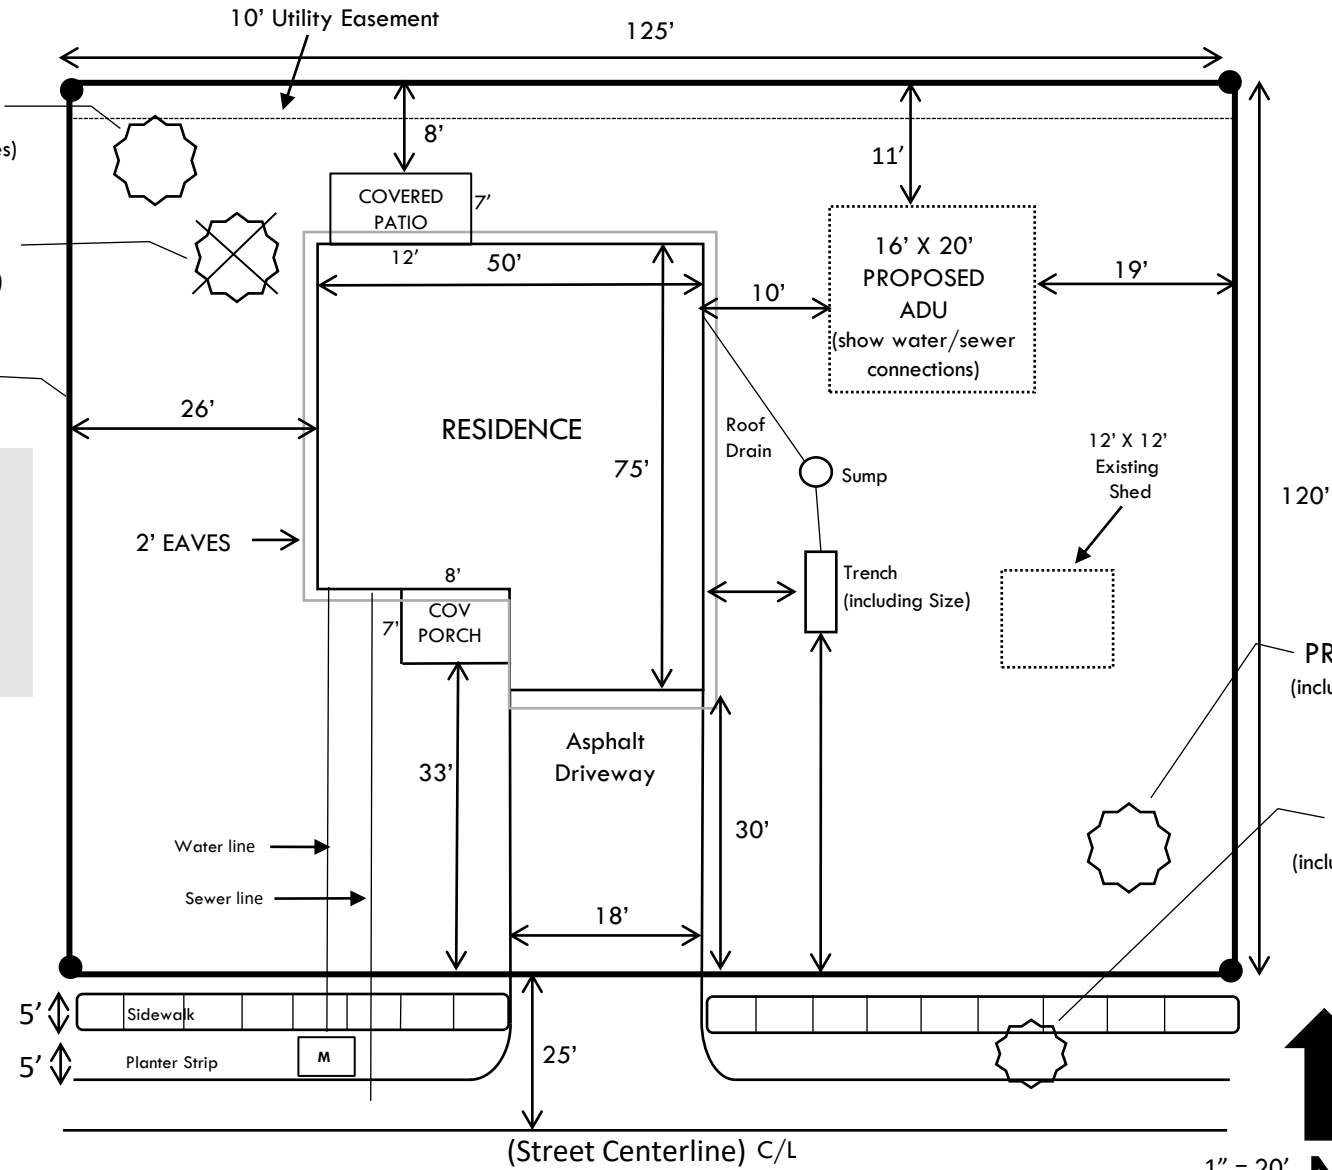 10’ Utility Easement
125’
8’
11’
es)
COVERED
PATIO
7’
12’
50’
16’ X 20’
PROPOSED
ADU
(show water/sewer
connections)
19’
10’
)
26’
RESIDENCE
75’
Roof
Drain
Sump
12’ X 12’
Existing
Shed
120’
2’ EAVES
8’
COV
PORCH
7’
Trench
(including Size)
PR
(inclu
33’
Asphalt
Driveway
30’
Water line
Sewer line
(inclu
18’
5’
Sidewalk
5’
Planter Strip
M
25’
(Street Centerline) C/L
1” = 20’